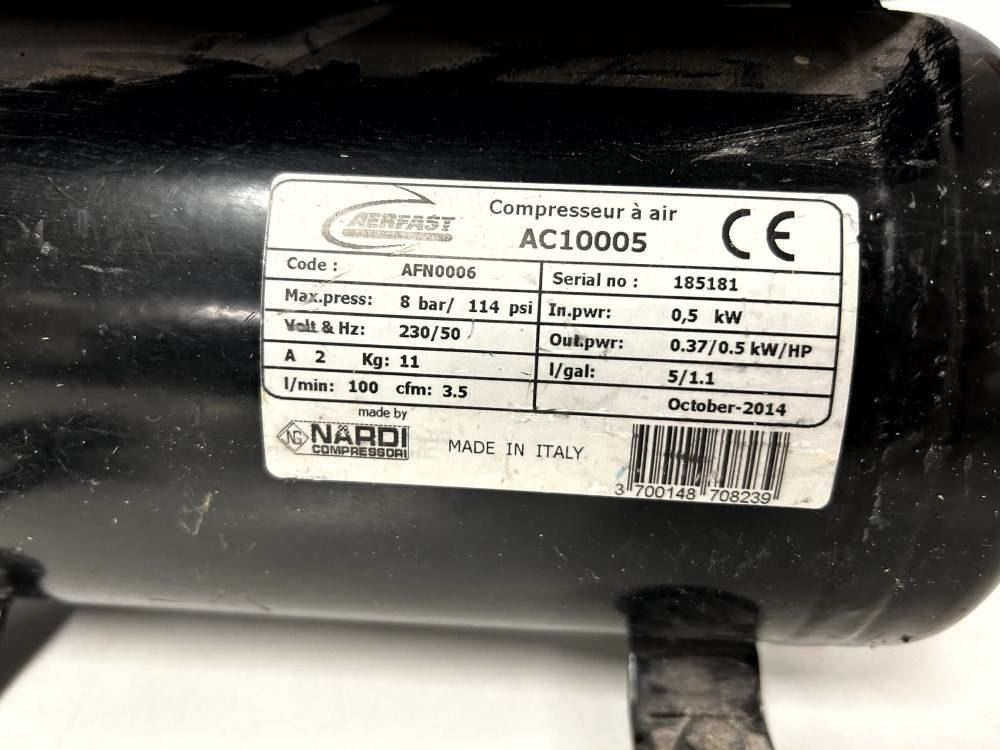 AERFAST
Compresseur à air
AC10005
CE
Code : AFN0006
Serial no : 185181
Max.press: 8 bar/ 114 psi
In.pwr: 0,5 kW
Volt & Hz: 230/50
Out.pwr: 0.37/0.5 kW/HP
A 2 Kg: 11
l/gal: 5/1.1
l/min: 100 cfm: 3.5
October-2014
made by
NG NARDI
COMPRESSORI
MADE IN ITALY
3 700148 708239